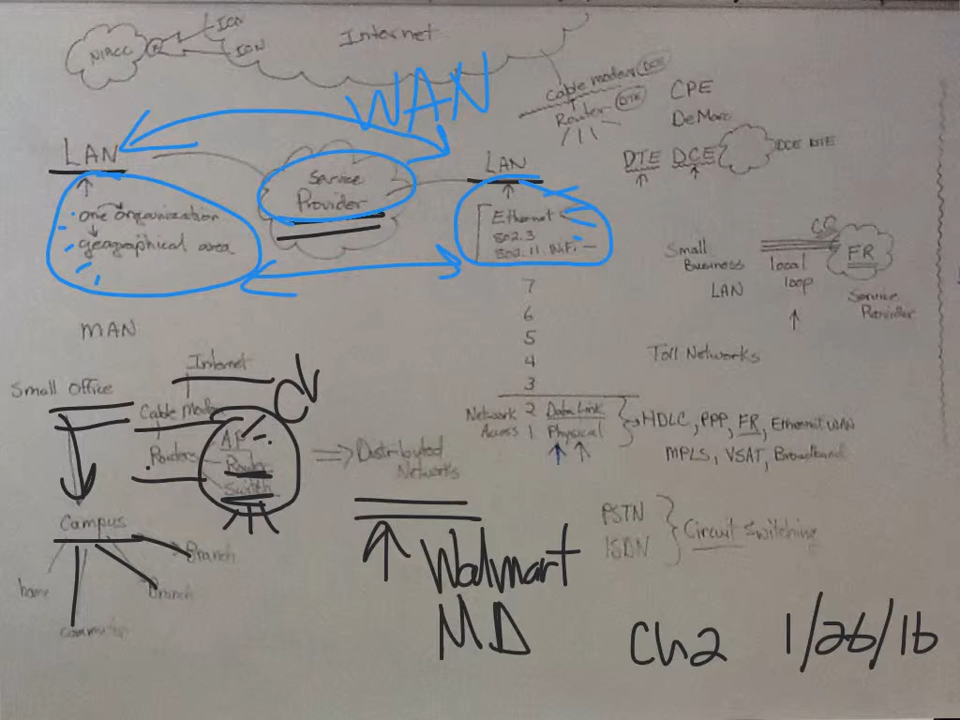 ION
NIACC
R
ION
Internet
WAN
Cable modem DCE
Router DTE
CPE
DeMarc
DTE DCE
DCE DTE
LAN
Service
Provider
LAN
one organization
geographical area
Ethernet
802.3
802.11 WiFi
CO
Small
Business
LAN
local
loop
FR
Service
Provider
MAN
7
6
5
4
3
Network 2 Data Link
Access 1 Physical
HDLC, PPP, FR, Ethernet WAN
MPLS, VSAT, Broadband
Toll Networks
Internet
Small Office
Cable Modem
AP
Routers
Router
Switch
Distributed
Networks
Campus
Branch
Branch
home
PSTN
ISDN
Circuit Switching
Walmart
MD
Ch2 1/26/16